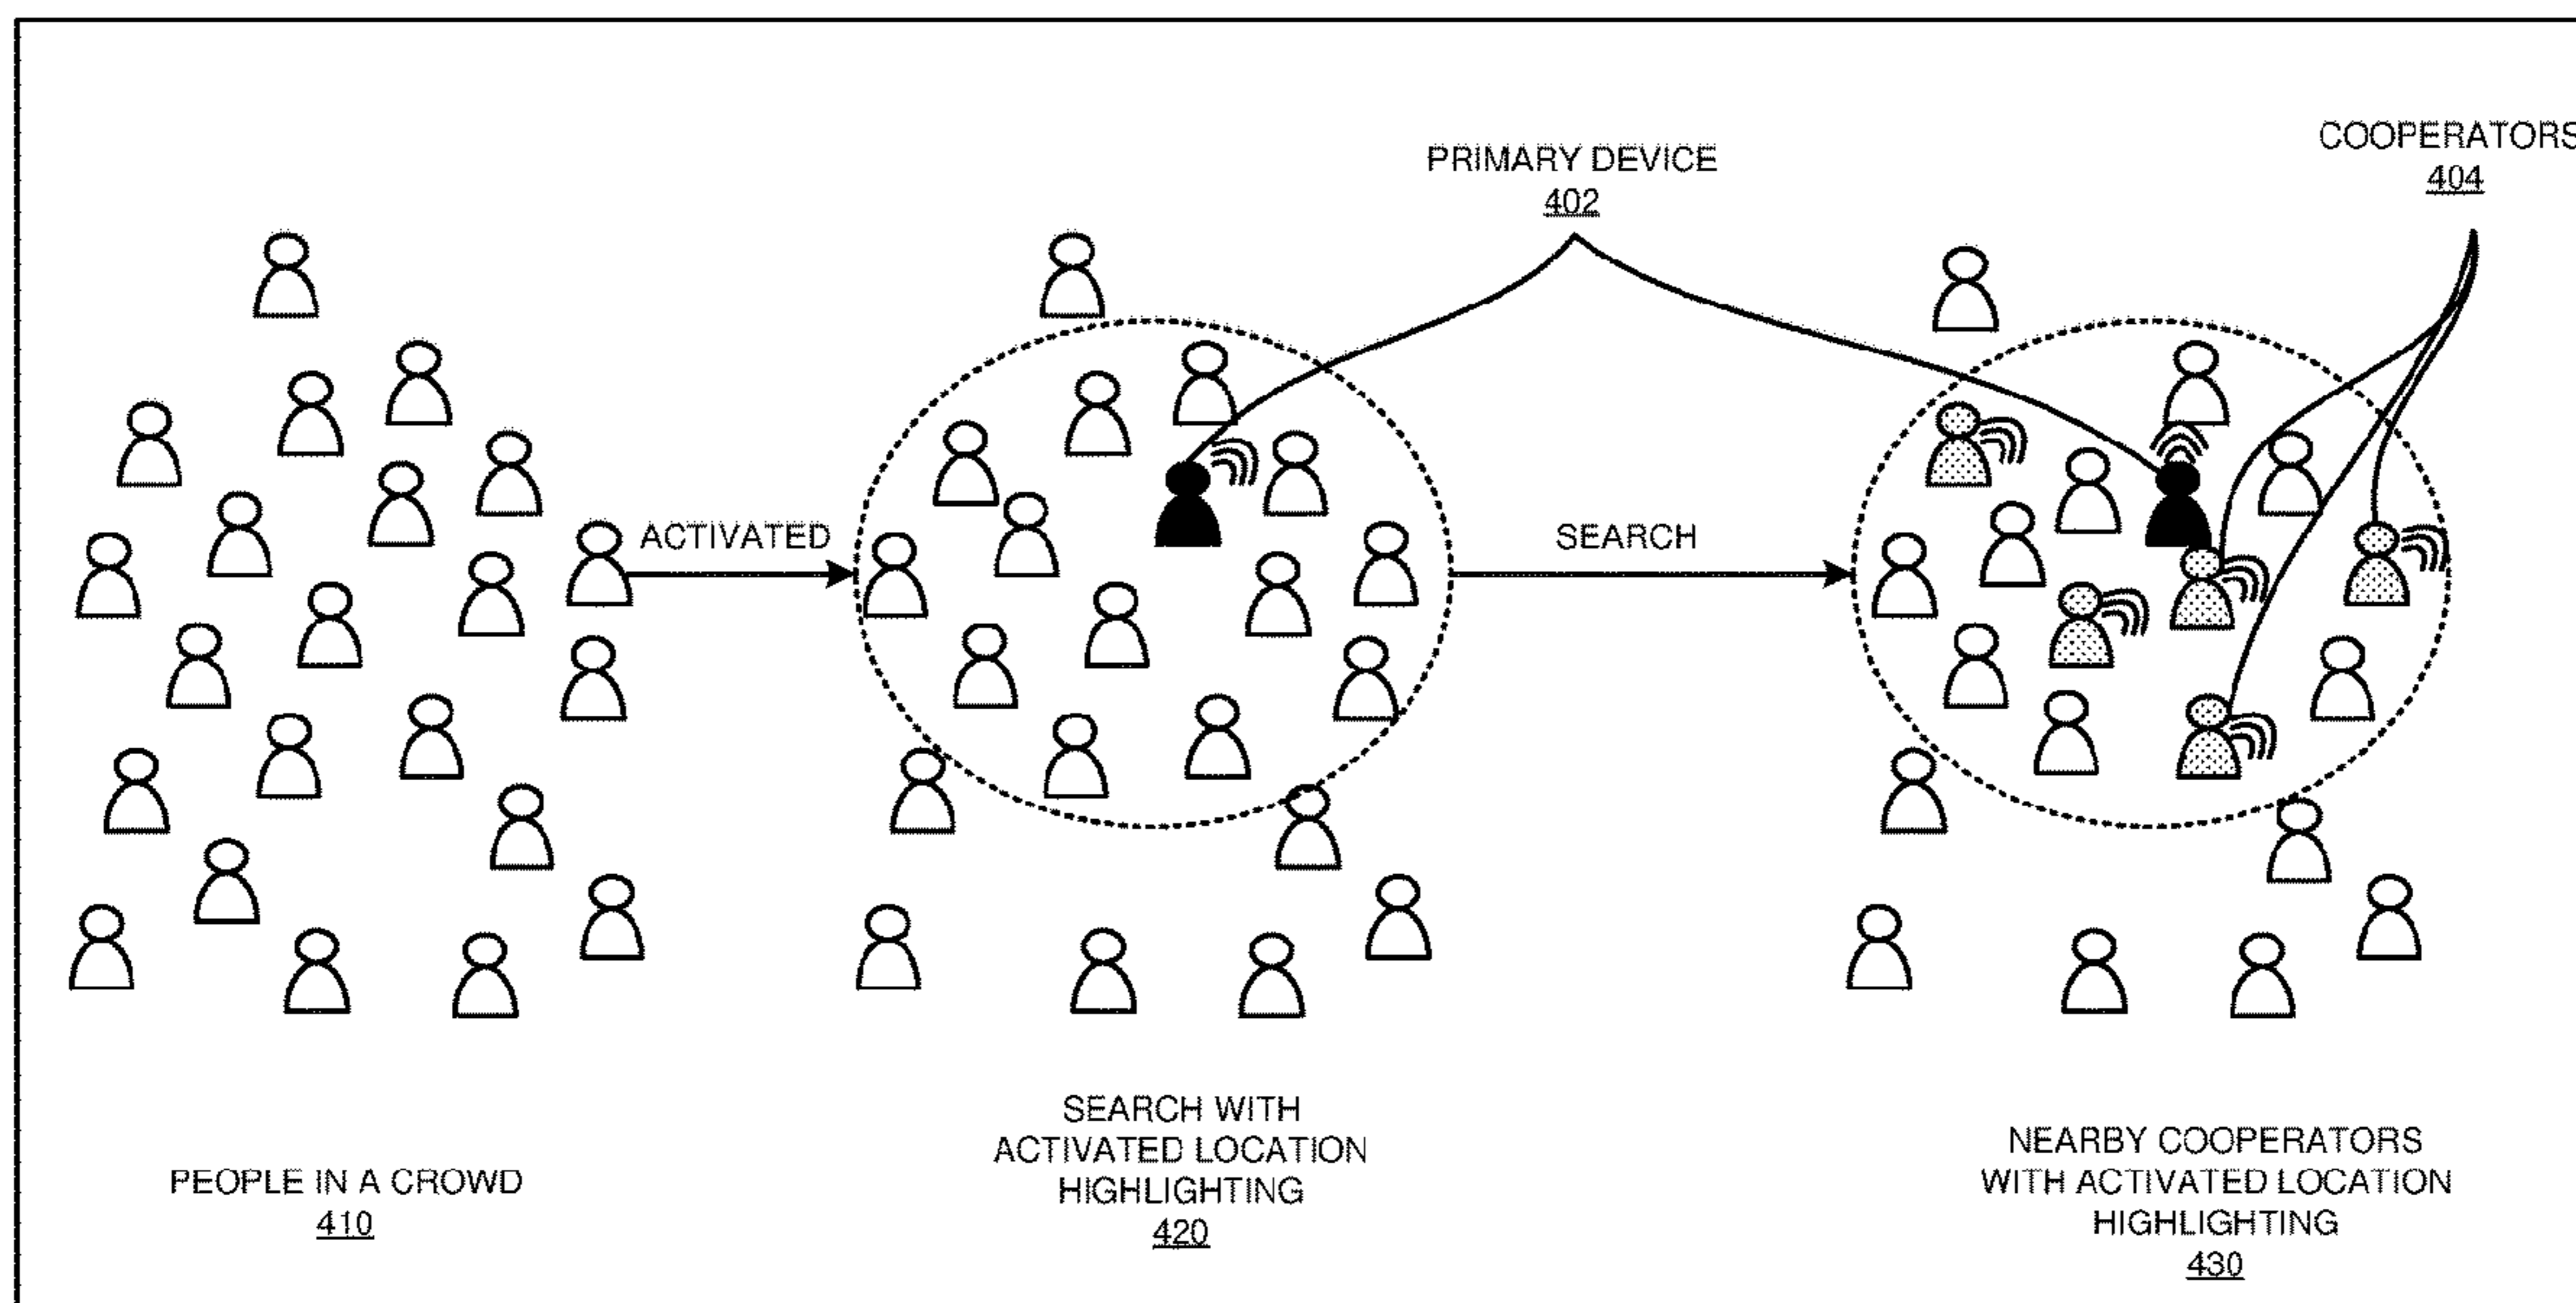 COOPERATORS
404
PRIMARY DEVICE
402
ACTIVATED
SEARCH
PEOPLE IN A CROWD
410
SEARCH WITH
ACTIVATED LOCATION
HIGHLIGHTING
420
NEARBY COOPERATORS
WITH ACTIVATED LOCATION
HIGHLIGHTING
430